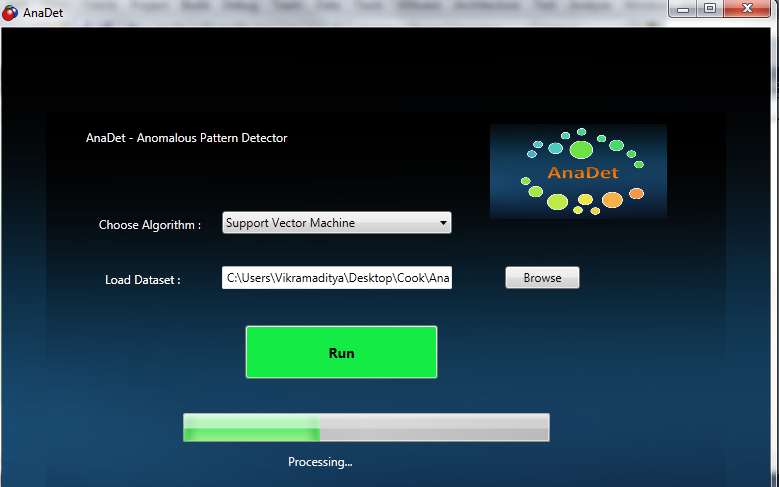 AnaDet
AnaDet - Anomalous Pattern Detector
AnaDet
Choose Algorithm :
Support Vector Machine
Load Dataset :
C:\Users\Vikramaditya\Desktop\Cook\Ana
Browse
Run
Processing...